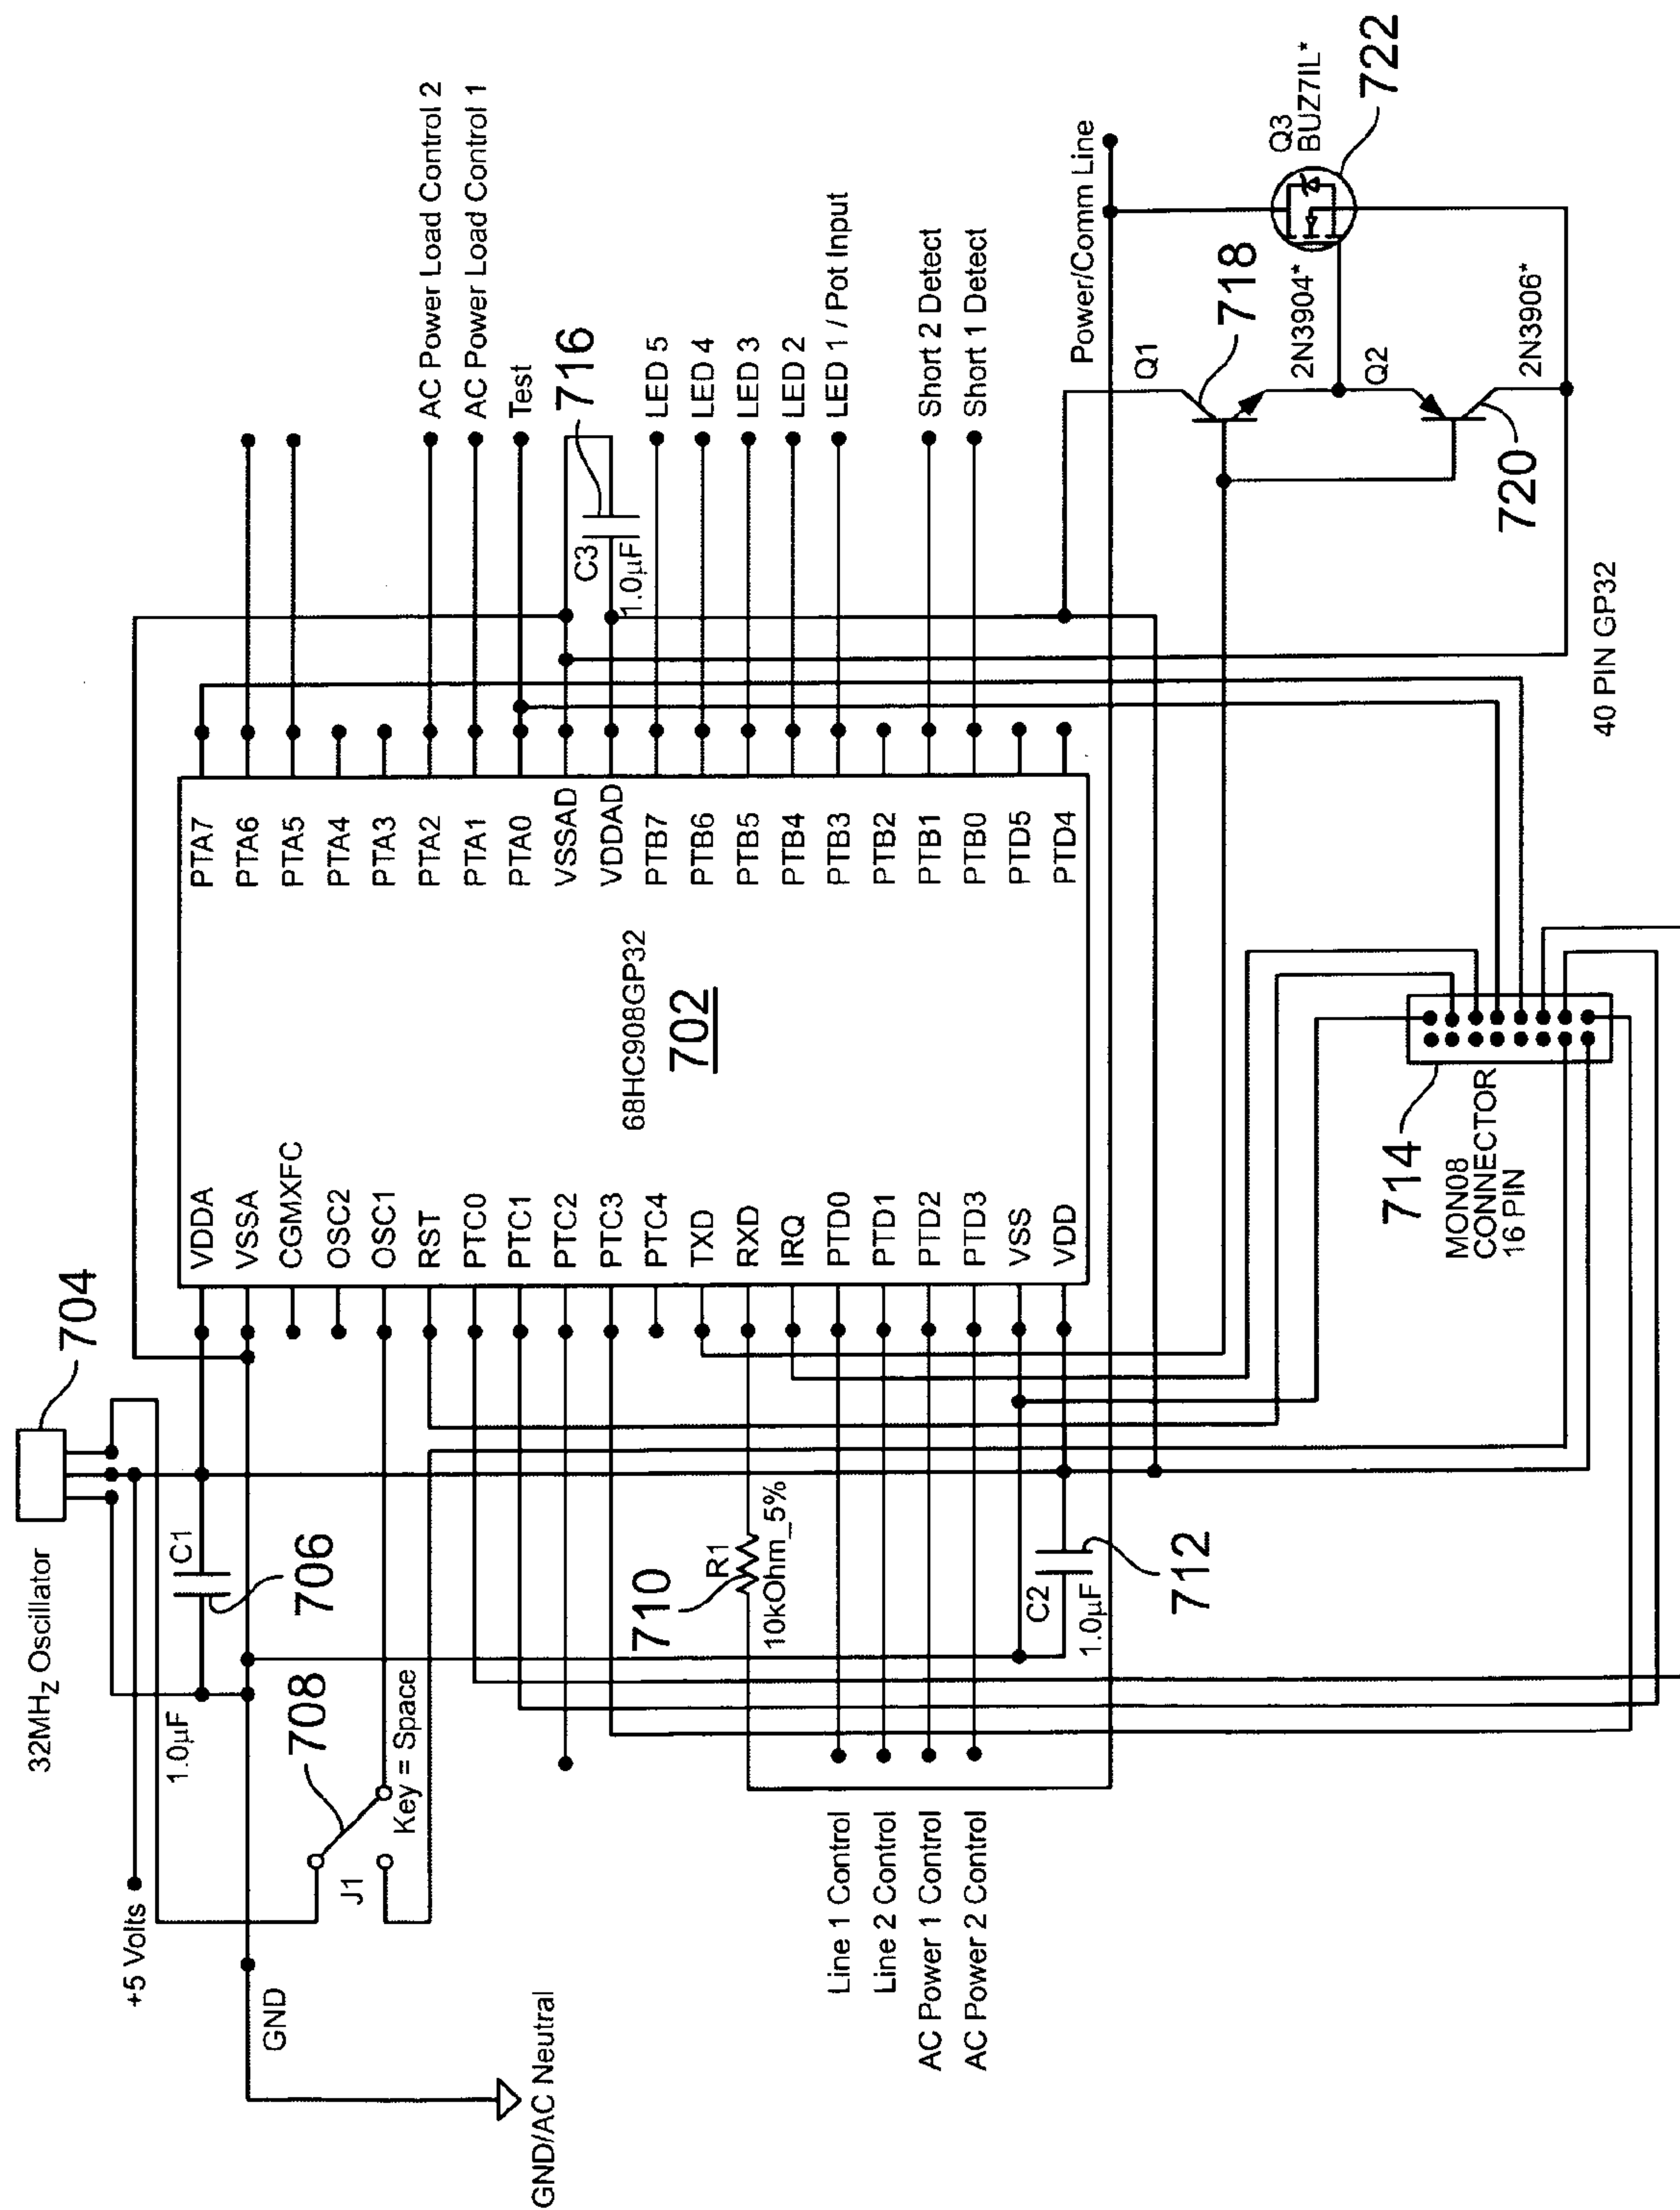 32MHz Oscillator
704
+5 Volts
GND
GND/AC Neutral
1.0µF
C1
706
708
J1
Key = Space
VDDA
VSSA
CGMXFC
OSC2
OSC1
RST
PTC0
PTC1
PTC2
PTC3
PTC4
TXD
RXD
IRQ
PTD0
PTD1
PTD2
PTD3
VSS
VDD
68HC908GP32
702
PTA7
PTA6
PTA5
PTA4
PTA3
PTA2
PTA1
PTA0
VSSAD
VDDAD
PTB7
PTB6
PTB5
PTB4
PTB3
PTB2
PTB1
PTB0
PTD5
PTD4
AC Power Load Control 2
AC Power Load Control 1
Test
C3
1.0µF
716
LED 5
LED 4
LED 3
LED 2
LED 1 / Pot Input
Short 2 Detect
Short 1 Detect
710
R1
10kOhm_5%
Line 1 Control
Line 2 Control
AC Power 1 Control
AC Power 2 Control
C2
1.0µF
712
Power/Comm Line
Q1
718
2N3904*
Q2
2N3906*
720
Q3
BUZ7IL*
722
714
MON08
CONNECTOR
16 PIN
40 PIN GP32